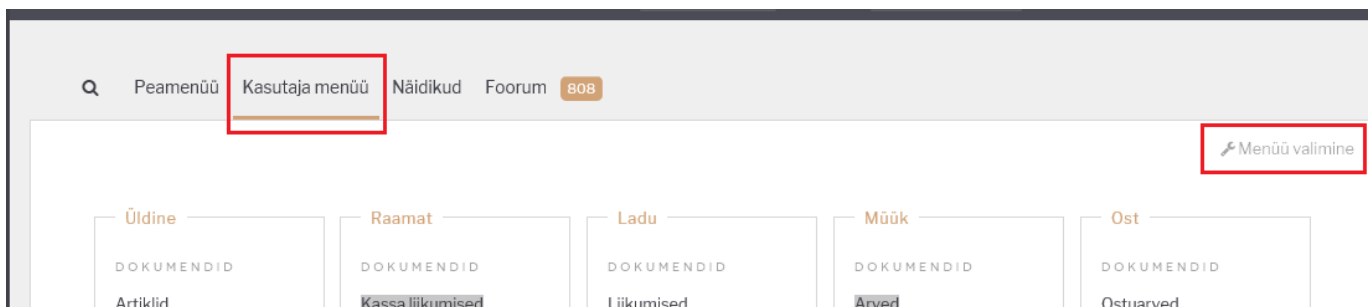 Peamenüü Kasutaja menüü Näidikud Foorum 808
Menüü valimine
Üldine Raamat Ladu Müük Ost
DOKUMENDID DOKUMENDID DOKUMENDID DOKUMENDID DOKUMENDID
Artiklid Kassa liikumised Liikumised Arved Ostuarved